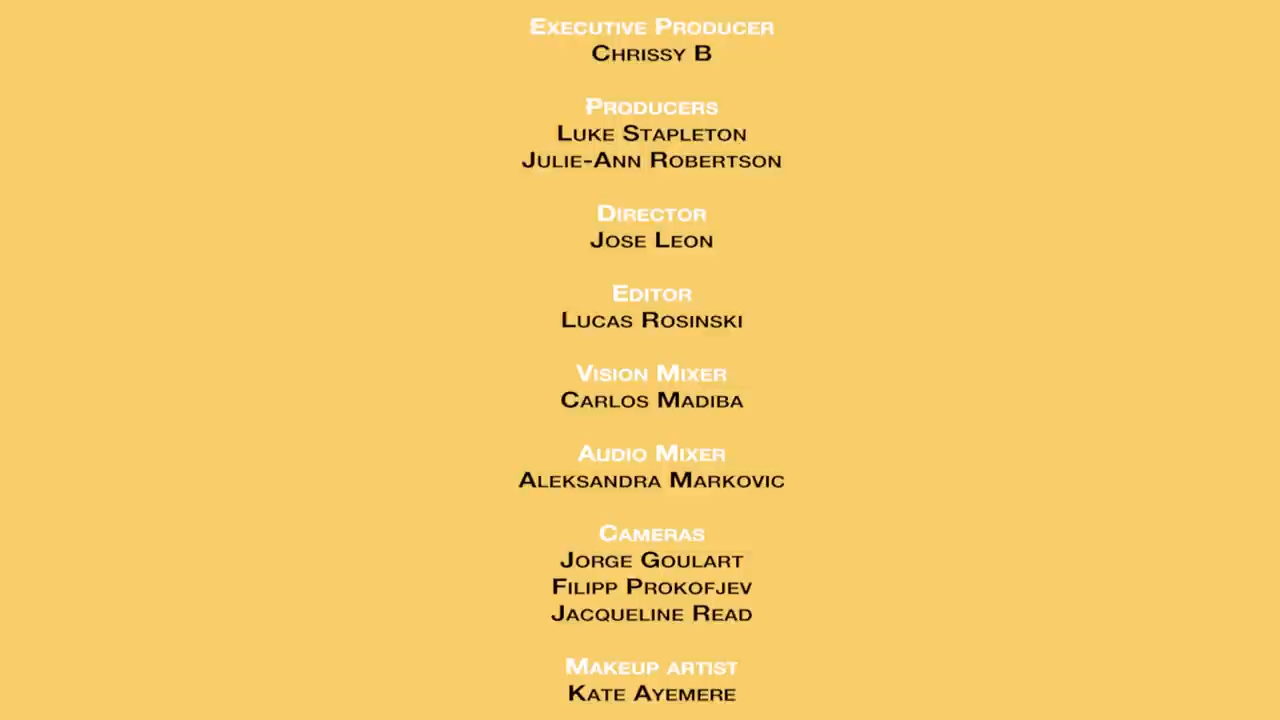 Executive Producer
Chrissy B
Producers
Luke Stapleton
Julie-Ann Robertson
Director
Jose Leon
Editor
Lucas Rosinski
Vision Mixer
Carlos Madiba
Audio Mixer
Aleksandra Markovic
Cameras
Jorge Goulart
Filipp Prokofjev
Jacqueline Read
Makeup artist
Kate Ayemere